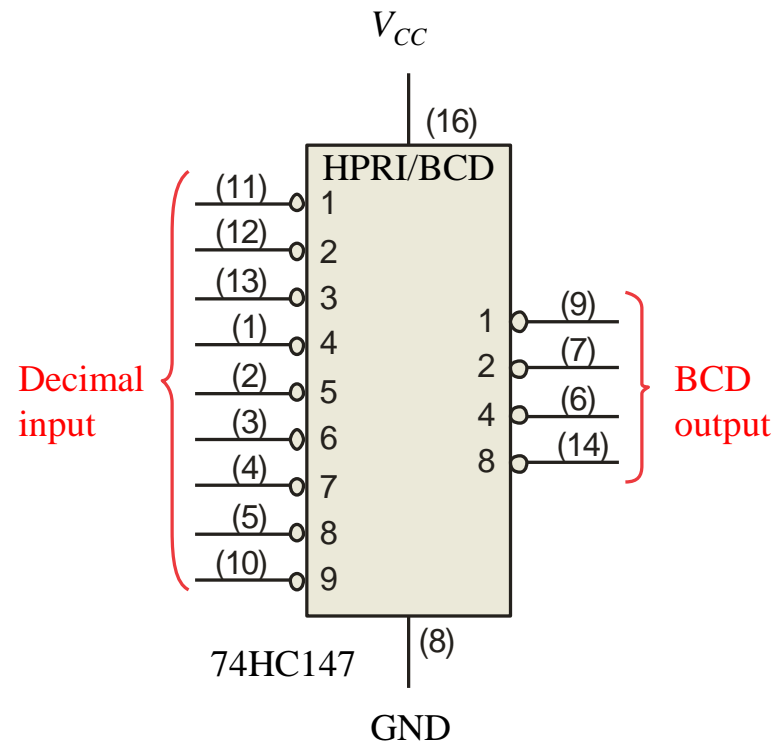 V_CC
(16)
HPRI/BCD
(11) 1
(12) 2
(13) 3
(1) 4
(2) 5
(3) 6
(4) 7
(5) 8
(10) 9
1 (9)
2 (7)
4 (6)
8 (14)
Decimal
input
BCD
output
(8)
74HC147
GND